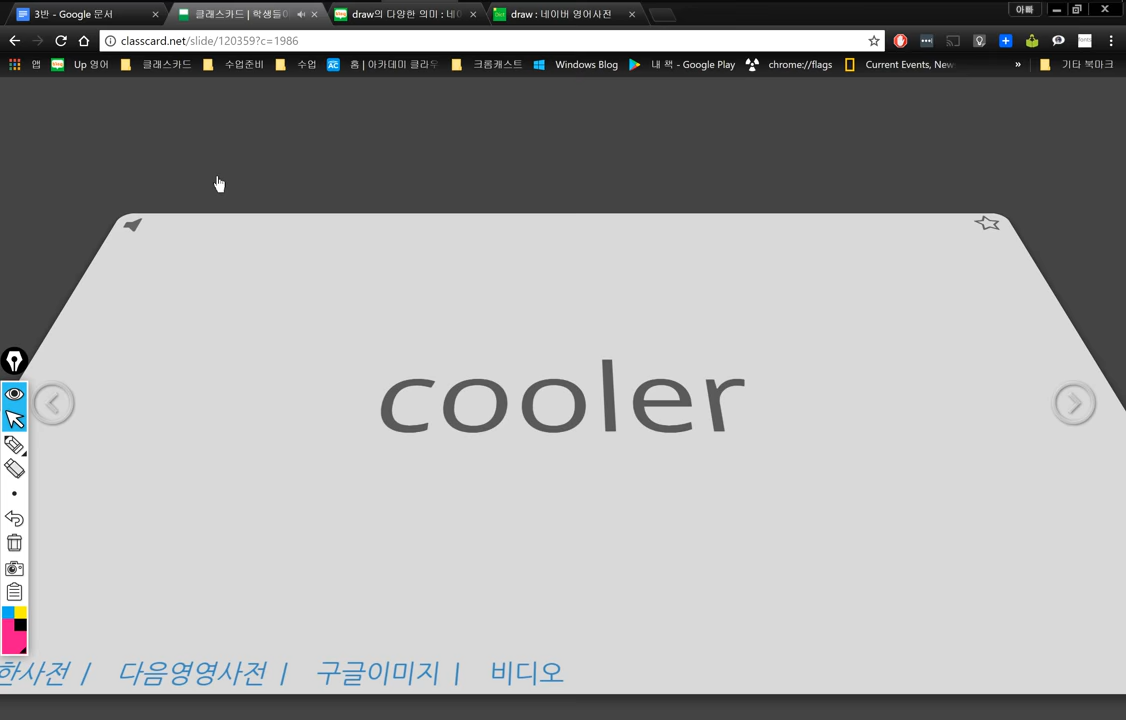 3반 - Google 문서
클래스카드 | 학생들이
draw의 다양한 의미 : 네이
draw : 네이버 영어사전
아빠
classcard.net/slide/120359?c=1986
앱
Up 영어
클래스카드
수업준비
수업
홈 | 아카데미 클라우
크롬캐스트
Windows Blog
내 책 - Google Play
chrome://flags
Current Events, New
»
기타 북마크
cooler
한사전 / 다음영영사전 / 구글이미지 | 비디오